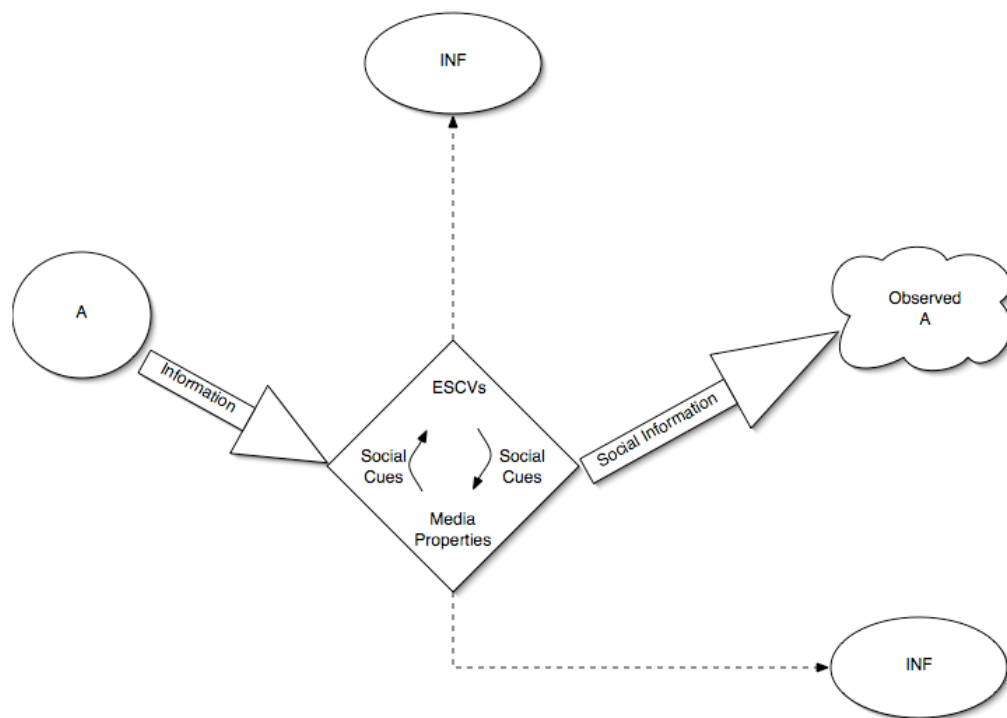 INF
A
Observed
A
Information
ESCVs
Social Information
Social
Cues
Social
Cues
Media
Properties
INF